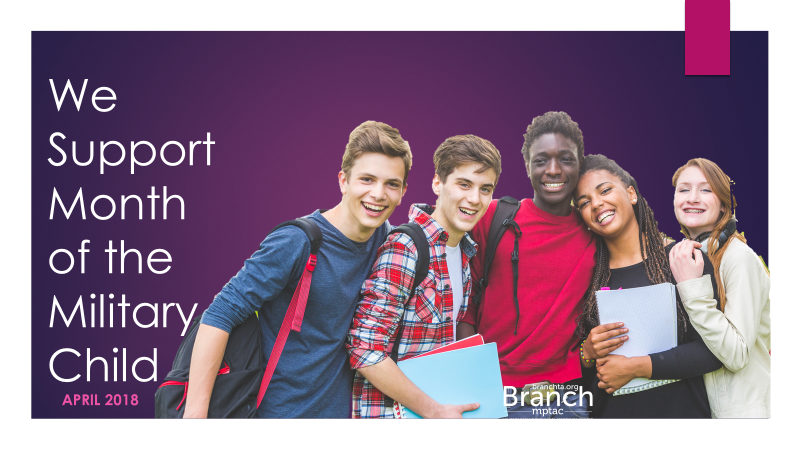 We
Support
Month
of the
Military
Child
APRIL 2018
branchta.org
Branch
mptac